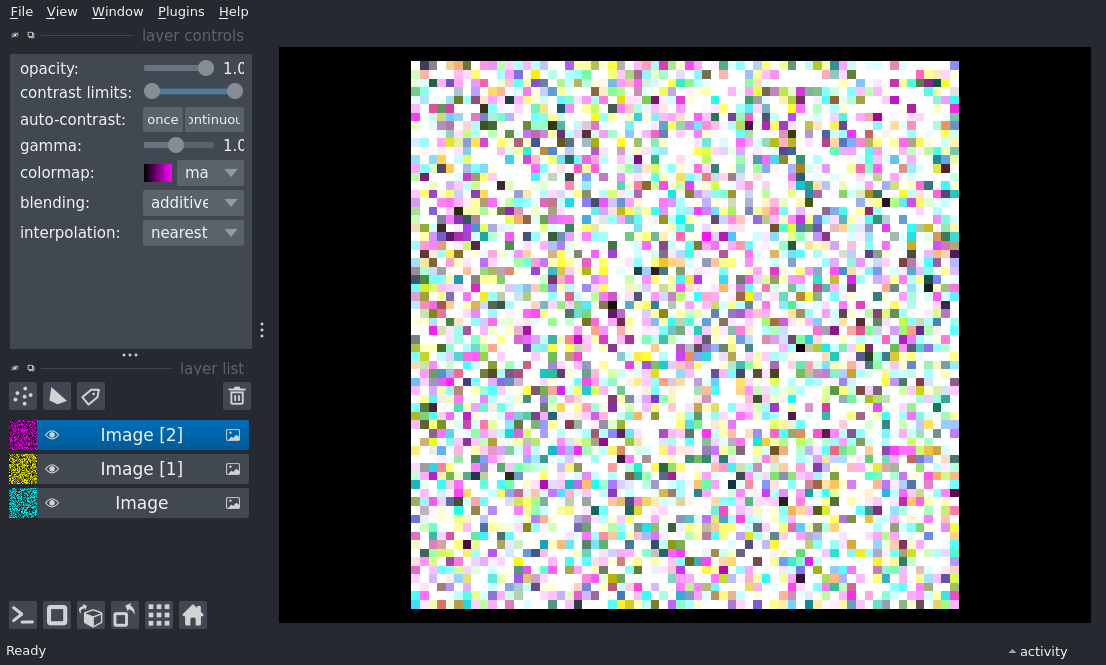 File View Window Plugins Help
layer controls
opacity: 1.0
contrast limits:
auto-contrast: once ontinuou
gamma: 1.0
colormap: ma
blending: additive
interpolation: nearest
layer list
Image [2]
Image [1]
Image
Ready
activity